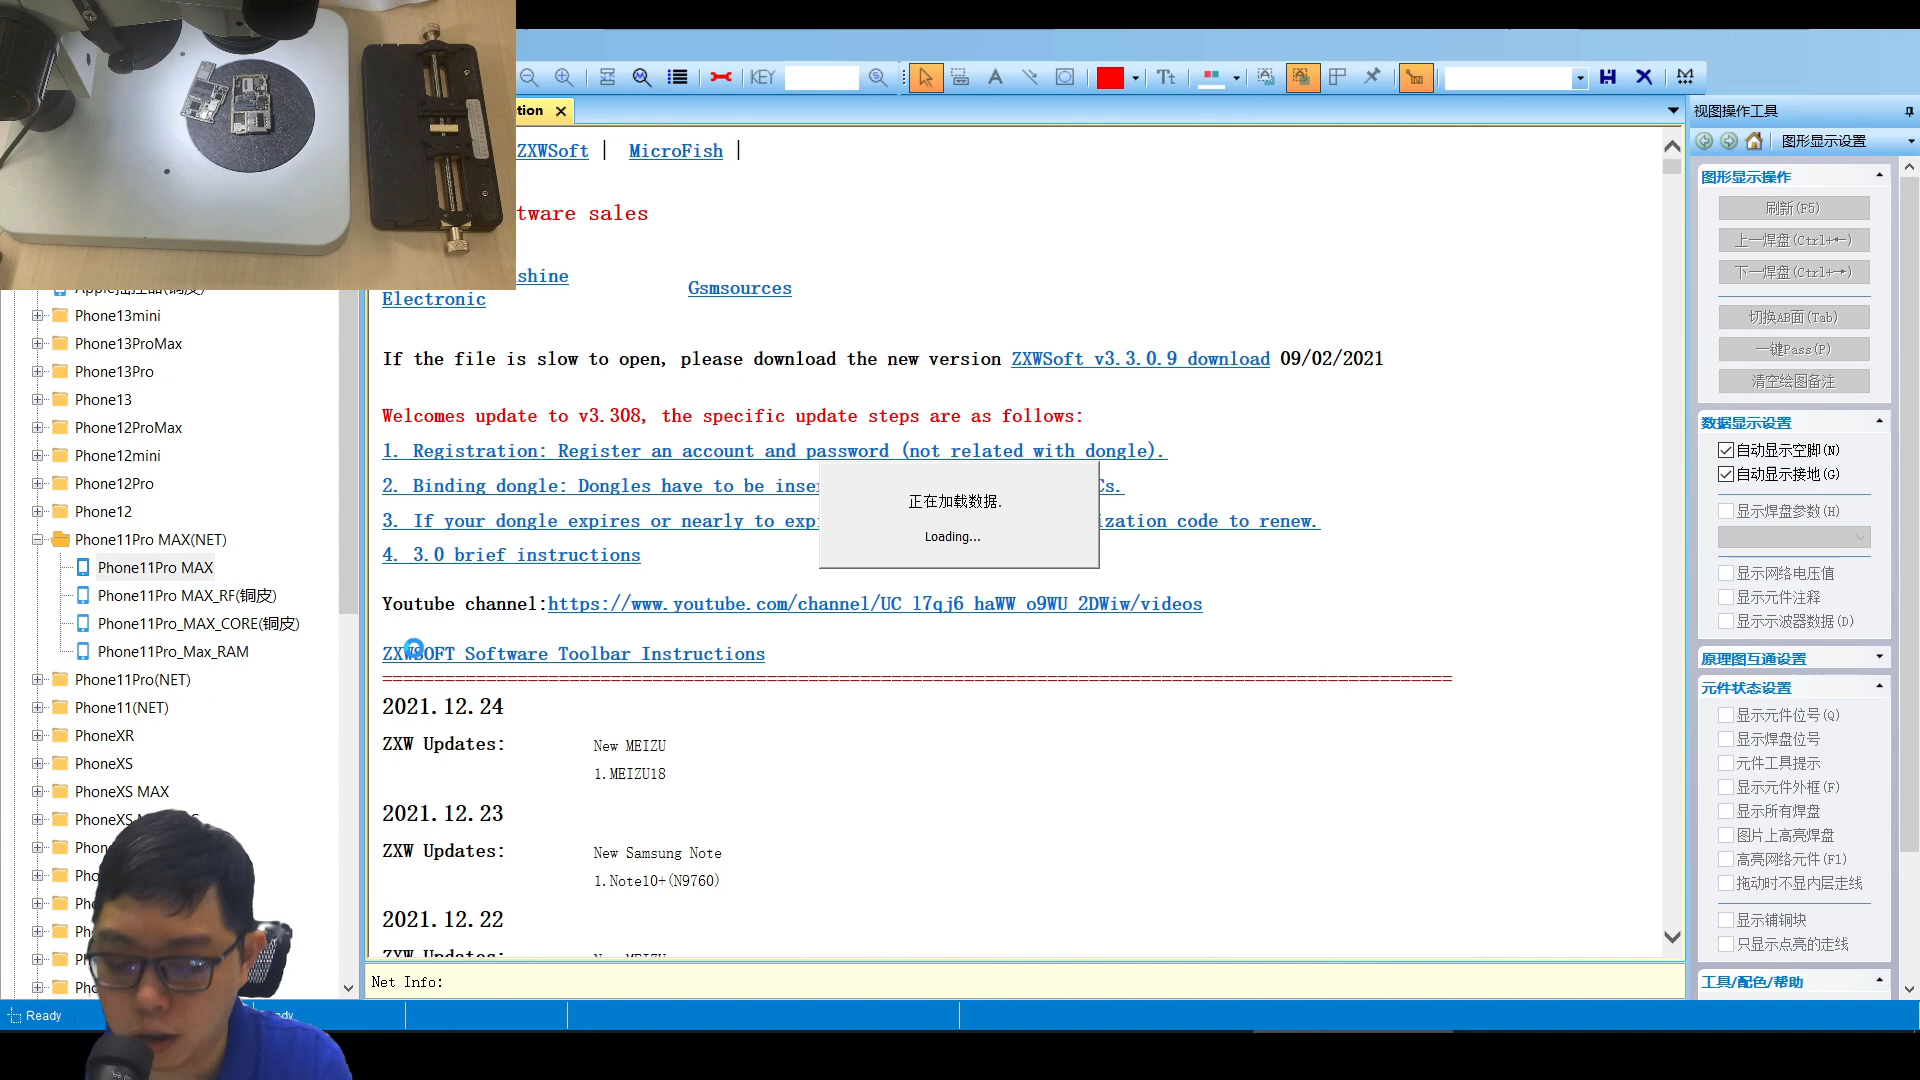 KEY
Tt
tion
视图操作工具
ZXWSoft | MicroFish |
图形显示设置
tware sales
图形显示操作
刷新(F5)
上一焊盘(Ctrl+←)
下一焊盘(Ctrl+→)
切换AB面(Tab)
一键Pass(P)
清空绘图备注
shine
Electronic
Gsmsources
If the file is slow to open, please download the new version ZXWSoft v3.3.0.9 download 09/02/2021
Welcomes update to v3.308, the specific update steps are as follows:
1. Registration: Register an account and password (not related with dongle).
2. Binding dongle: Dongles have to be inser
Cs.
3. If your dongle expires or nearly to expi
ization code to renew.
4. 3.0 brief instructions
正在加载数据.
Loading...
Youtube channel:https://www.youtube.com/channel/UC_l7qj6_haWW_o9WU_2DWiw/videos
ZXWSOFT Software Toolbar Instructions
2021.12.24
ZXW Updates: New MEIZU
1.MEIZU18
2021.12.23
ZXW Updates: New Samsung Note
1.Note10+(N9760)
2021.12.22
ZXW Updates: New MEIZU
Net Info:
Phone13mini
Phone13ProMax
Phone13Pro
Phone13
Phone12ProMax
Phone12mini
Phone12Pro
Phone12
Phone11Pro MAX(NET)
Phone11Pro MAX
Phone11Pro MAX_RF(铜皮)
Phone11Pro_MAX_CORE(铜皮)
Phone11Pro_Max_RAM
Phone11Pro(NET)
Phone11(NET)
PhoneXR
PhoneXS
PhoneXS MAX
PhoneXS
Phon
Pho
Pho
Ph
Ph
Pho
数据显示设置
自动显示空脚(N)
自动显示接地(G)
显示焊盘参数(H)
显示网络电压值
显示元件注释
显示示波器数据(D)
原理图互通设置
元件状态设置
显示元件位号(Q)
显示焊盘位号
元件工具提示
显示元件外框(F)
显示所有焊盘
图片上高亮焊盘
高亮网络元件(F1)
拖动时不显内层走线
显示铺铜块
只显示点亮的走线
工具/配色/帮助
Ready
ady